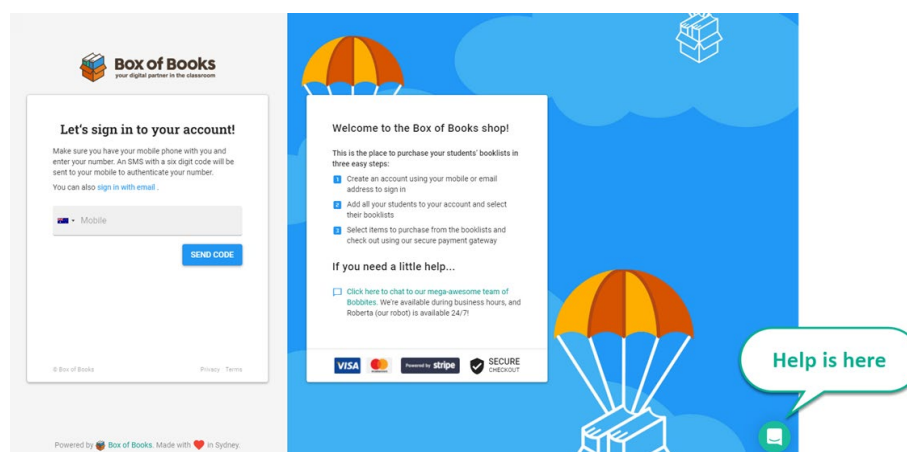 Box of Books
your digital partner in the classroom
Let's sign in to your account!
Make sure you have your mobile phone with you and
enter your number. An SMS with a six digit code will be
sent to your mobile to authenticate your number.
You can also sign in with email .
Mobile
SEND CODE
© Box of Books
Privacy Terms
Powered by Box of Books. Made with in Sydney.
Welcome to the Box of Books shop!
This is the place to purchase your students' booklists in
three easy steps:
1 Create an account using your mobile or email
address to sign in
2 Add all your students to your account and select
their booklists
3 Select items to purchase from the booklists and
check out using our secure payment gateway
If you need a little help...
Click here to chat to our mega-awesome team of
Bobbites. We're available during business hours, and
Roberta (our robot) is available 24/7!
VISA
Powered by stripe
SECURE
CHECKOUT
Help is here